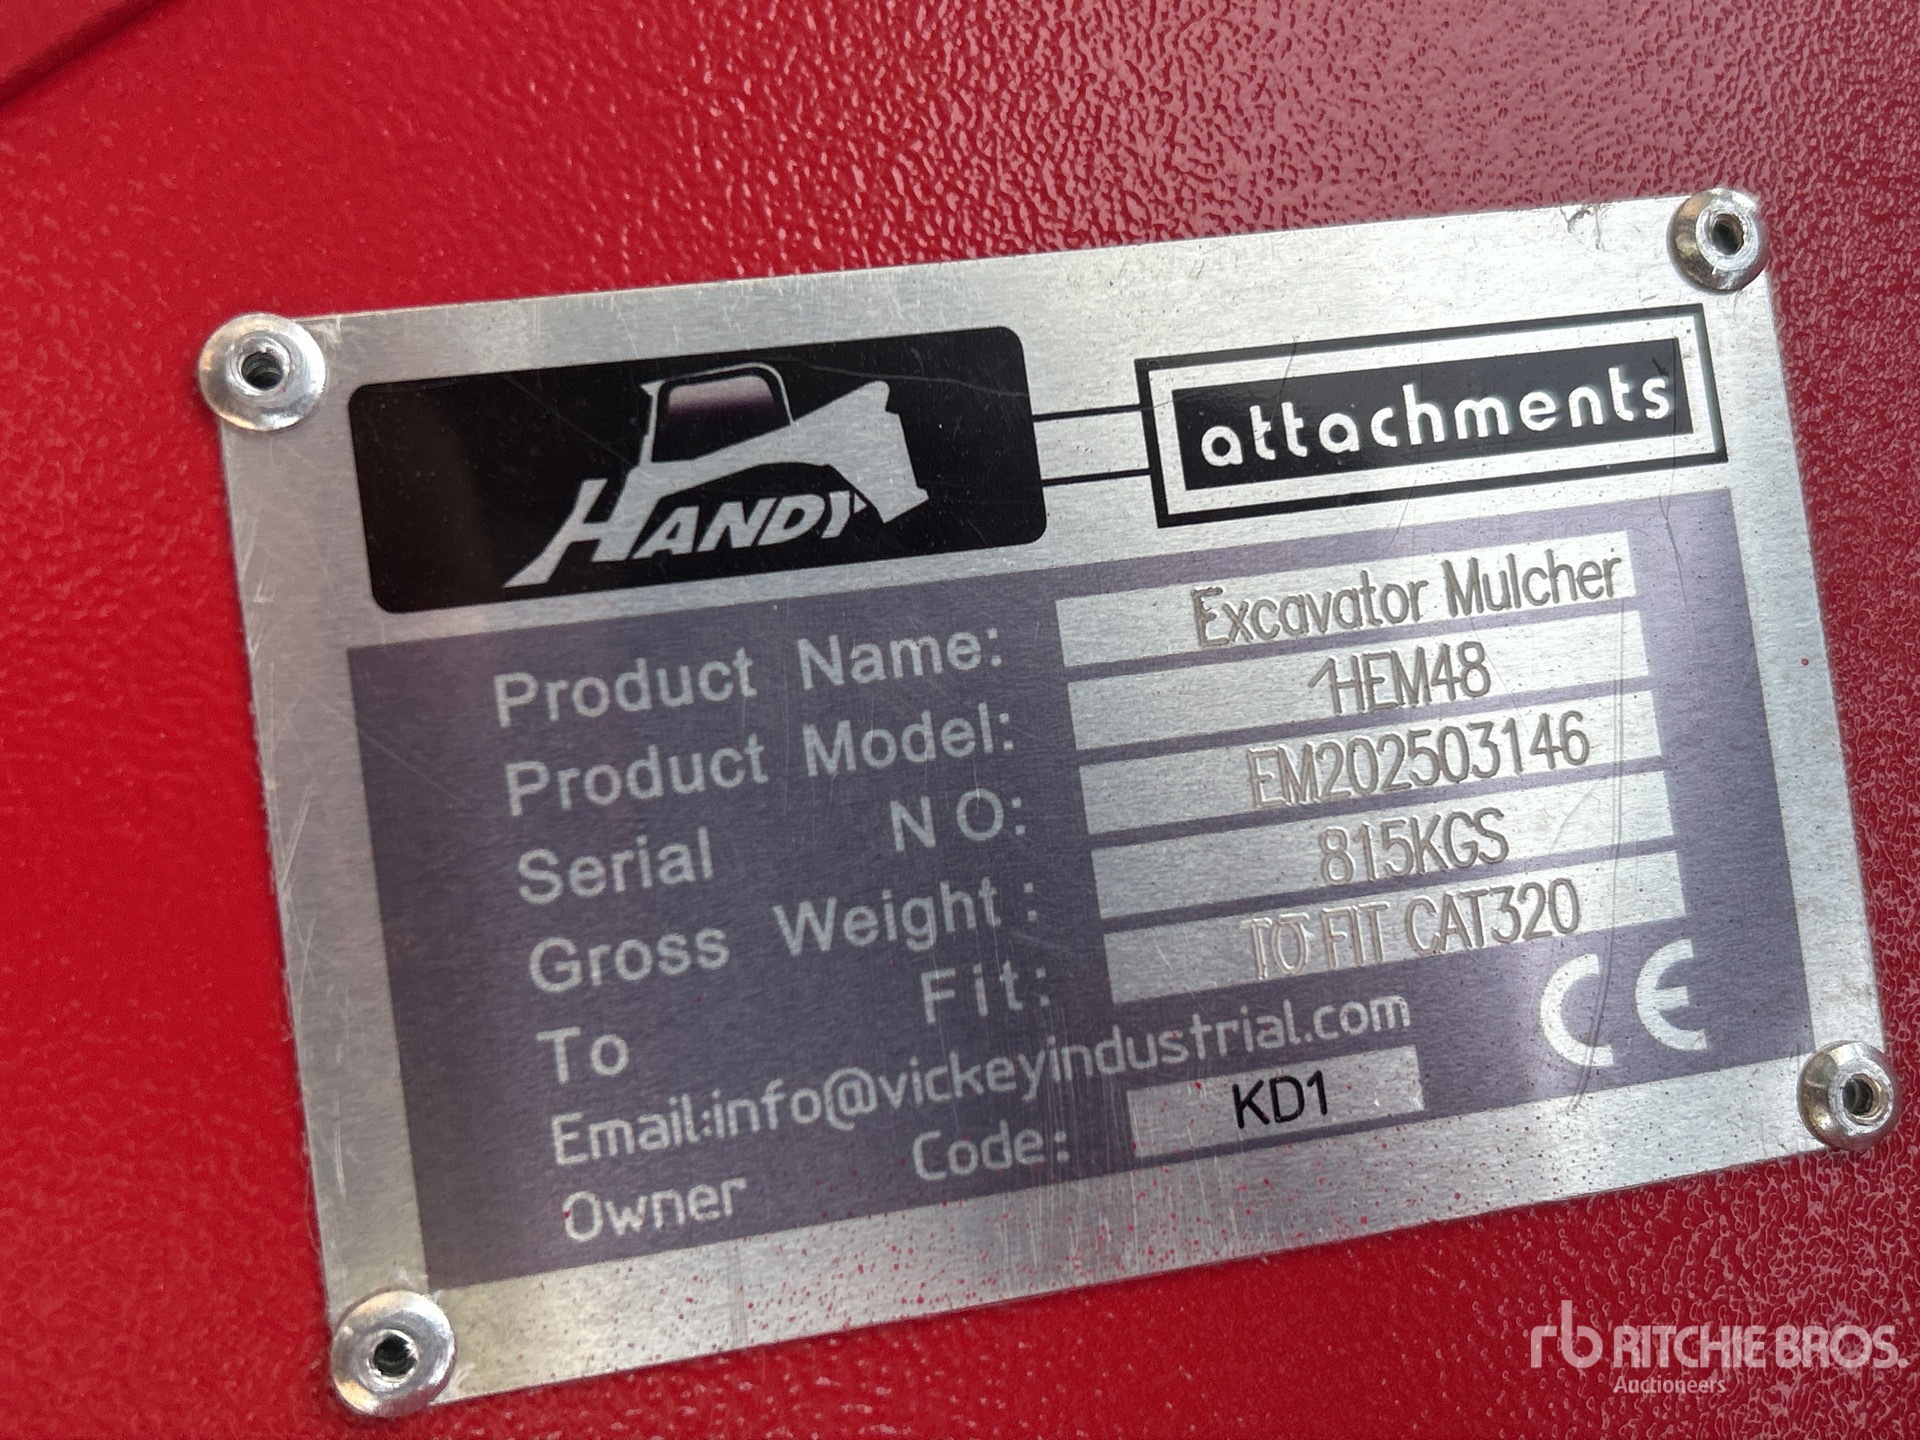 HANDY attachments
Product Name: Excavator Mulcher
Product Model: HEM48
Serial NO: EM202503146
Gross Weight: 815KGS
To Fit: TO FIT CAT320
Email:info@vickeyindustrial.com
Owner Code: KD1
CE
rb RITCHIE BROS.
Auctioneers